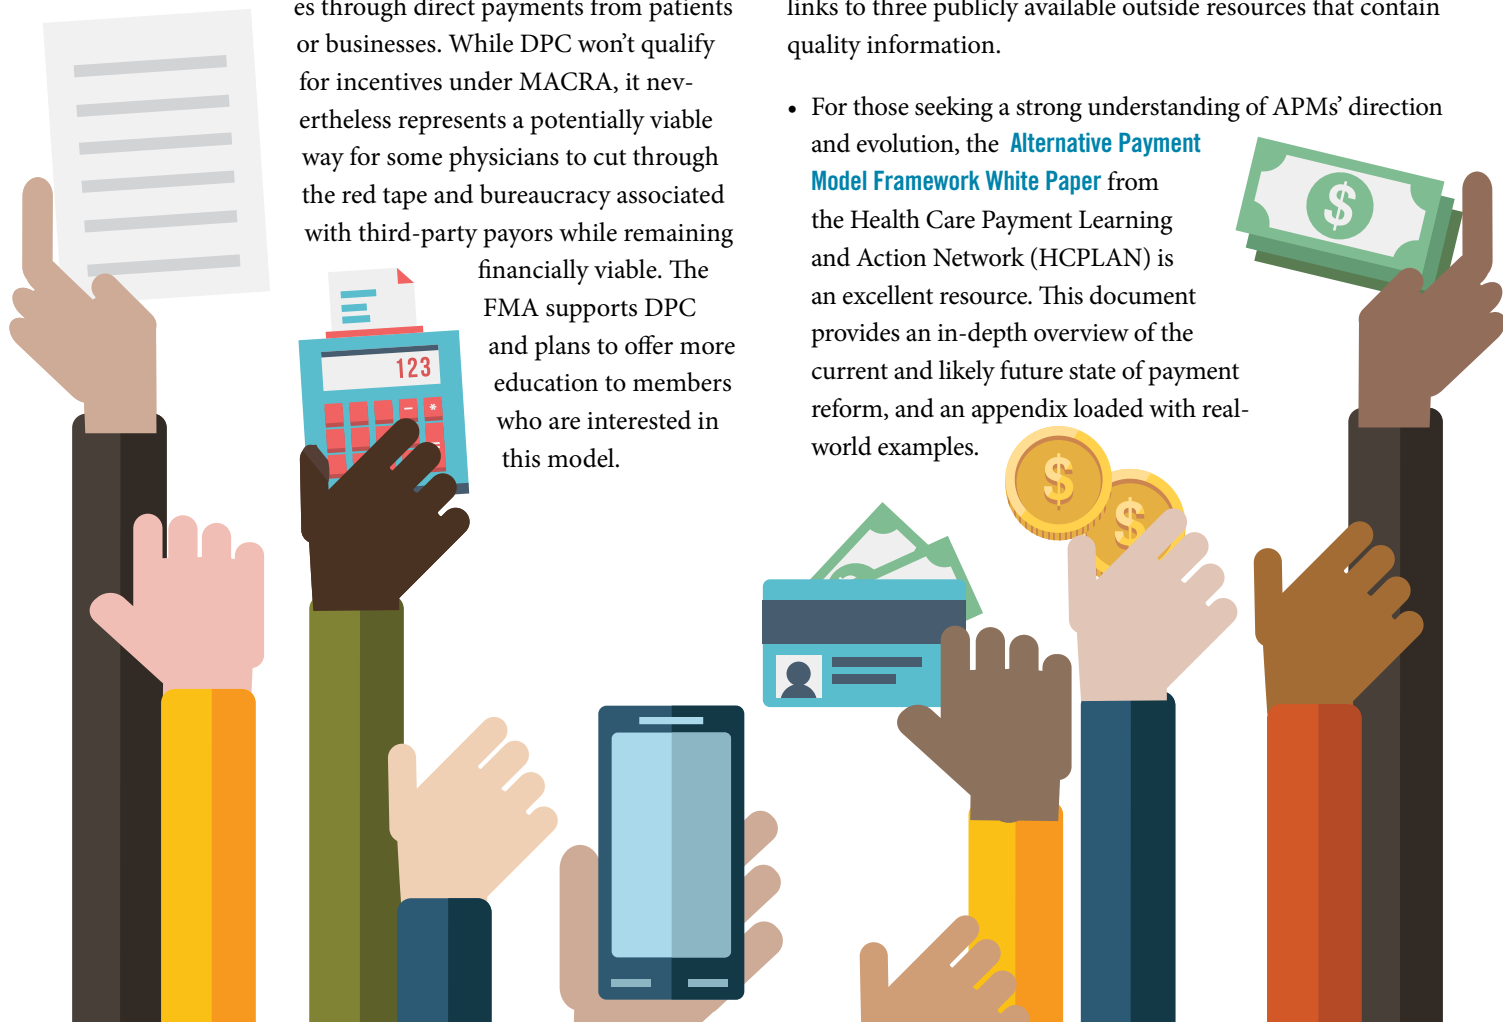 es through direct payments from patients
or businesses. While DPC won’t qualify
for incentives under MACRA, it nev-
ertheless represents a potentially viable
way for some physicians to cut through
the red tape and bureaucracy associated
with third-party payors while remaining
financially viable. The
FMA supports DPC
and plans to offer more
education to members
who are interested in
this model.
links to three publicly available outside resources that contain
quality information.
• For those seeking a strong understanding of APMs’ direction
and evolution, the Alternative Payment
Model Framework White Paper from
the Health Care Payment Learning
and Action Network (HCPLAN) is
an excellent resource. This document
provides an in-depth overview of the
current and likely future state of payment
reform, and an appendix loaded with real-
world examples.
123
− *
=
$
$
$